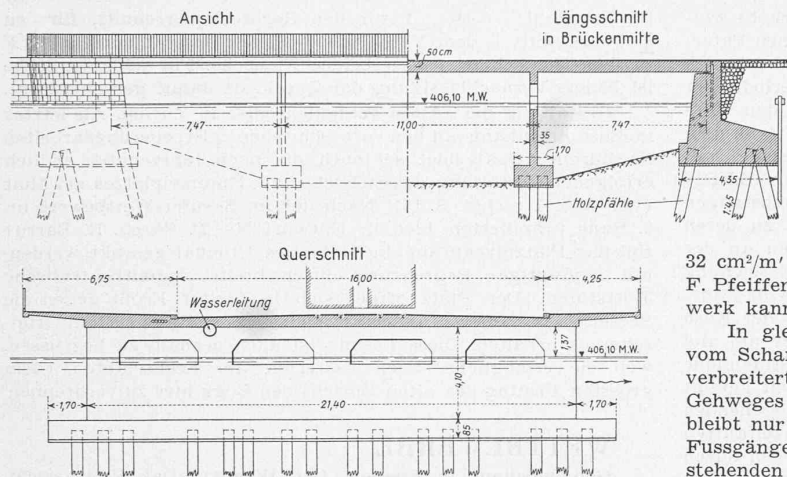 Ansicht
Längsschnitt
in Brückenmitte
50cm
406,10 M.W.
7,47
11,00
7,47
35
1,70
Holzpfähle
4,35
1:4,5
Querschnitt
6,75
16,00
4,25
Wasserleitung
1,37
406,10 M.W.
4,10
1,70
21,40
1,70
85
32 cm²/m'
F. Pfeiffer
werk kann
In gle
vom Schar
verbreitert
Gehweges
bleibt nur
Fussgänge
stehenden